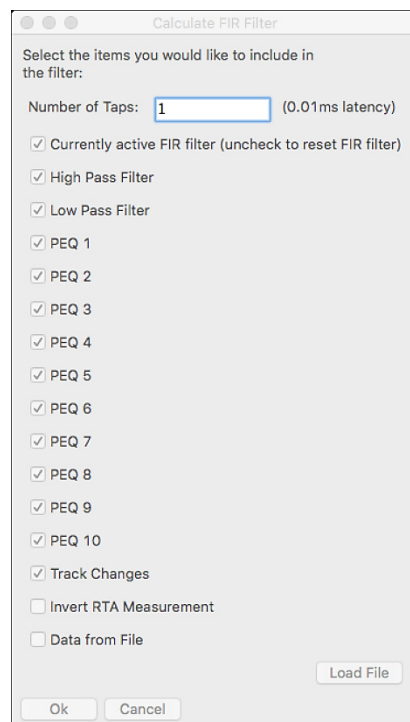 Calculate FIR Filter
Select the items you would like to include in
the filter:
Number of Taps: 1 (0.01ms latency)
Currently active FIR filter (uncheck to reset FIR filter)
High Pass Filter
Low Pass Filter
PEQ 1
PEQ 2
PEQ 3
PEQ 4
PEQ 5
PEQ 6
PEQ 7
PEQ 8
PEQ 9
PEQ 10
Track Changes
Invert RTA Measurement
Data from File
Load File
Ok Cancel